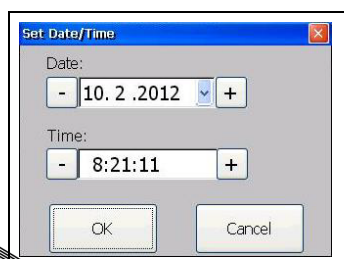 Set Date/Time
Date:
- 10. 2 .2012 +
Time:
- 8:21:11 +
OK Cancel